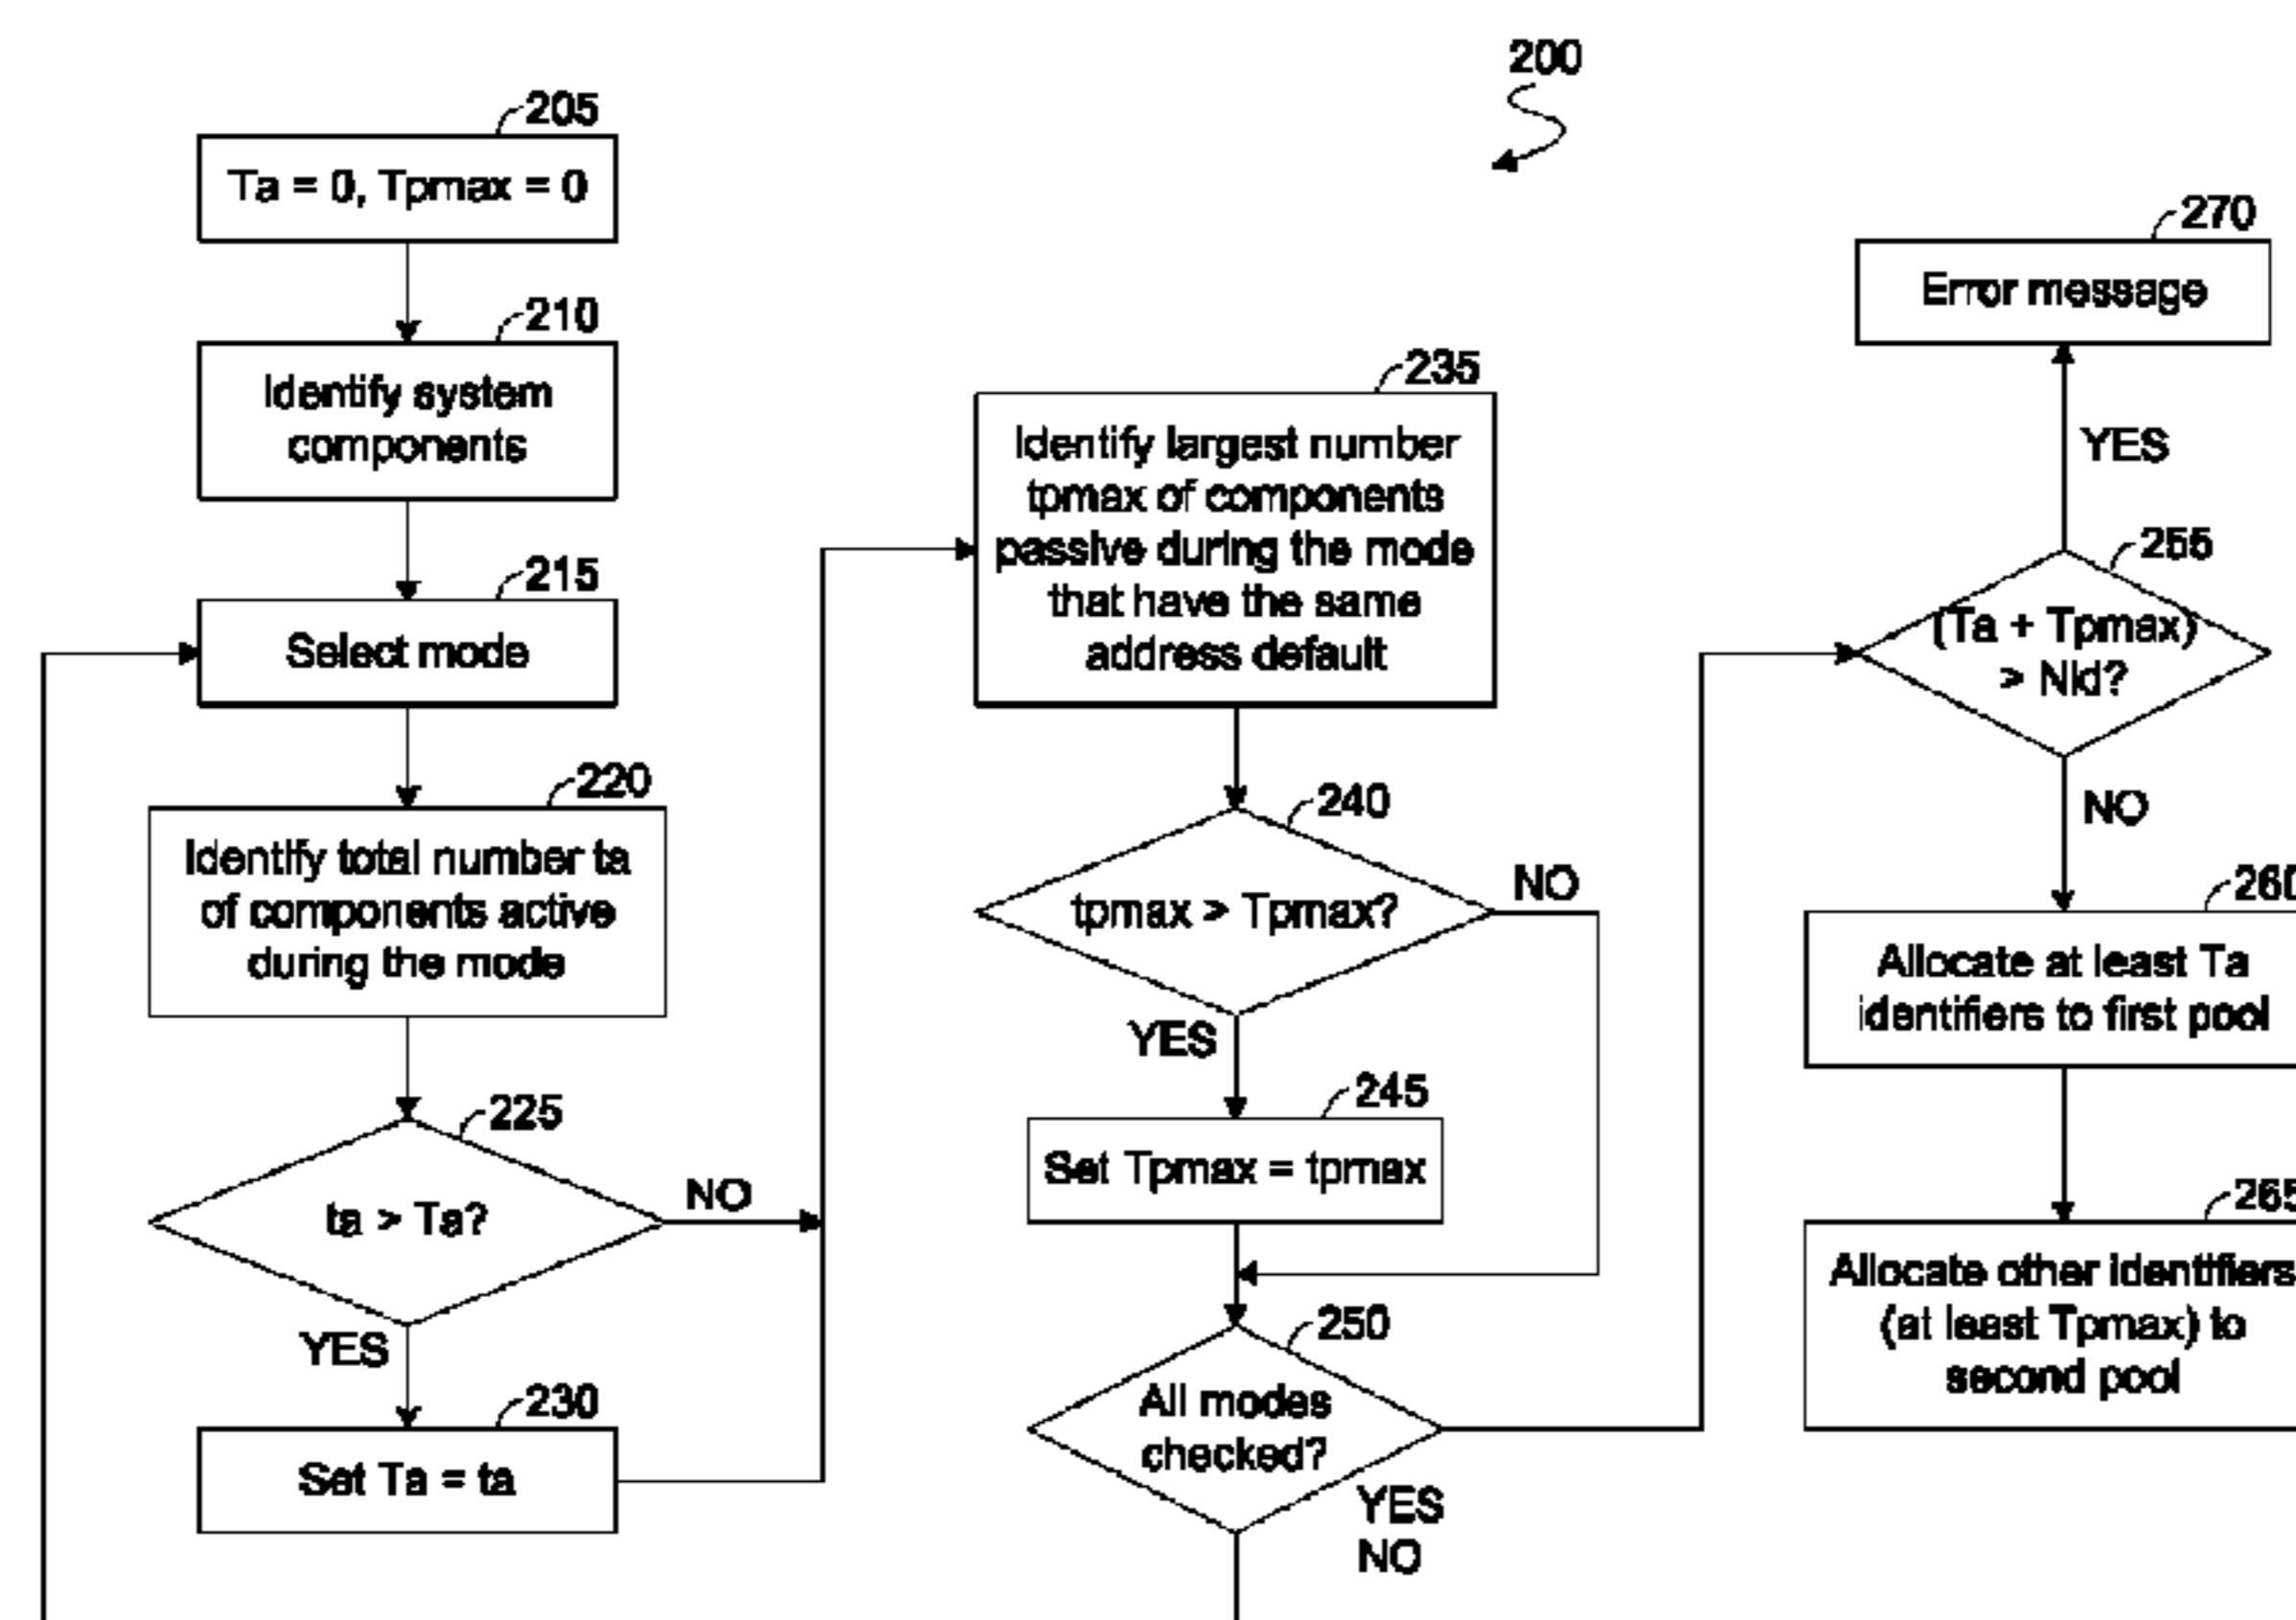 200
205
Ta = 0, Tpmax = 0
210
Identify system
components
215
Select mode
220
Identify total number ta
of components active
during the mode
225
ta > Ta?
NO
YES
230
Set Ta = ta
235
Identify largest number
tpmax of components
passive during the mode
that have the same
address default
240
tpmax > Tpmax?
NO
YES
245
Set Tpmax = tpmax
250
All modes
checked?
YES
NO
270
Error message
YES
255
(Ta + Tpmax)
> Nid?
NO
260
Allocate at least Ta
identifiers to first pool
265
Allocate other identifiers
(at least Tpmax) to
second pool